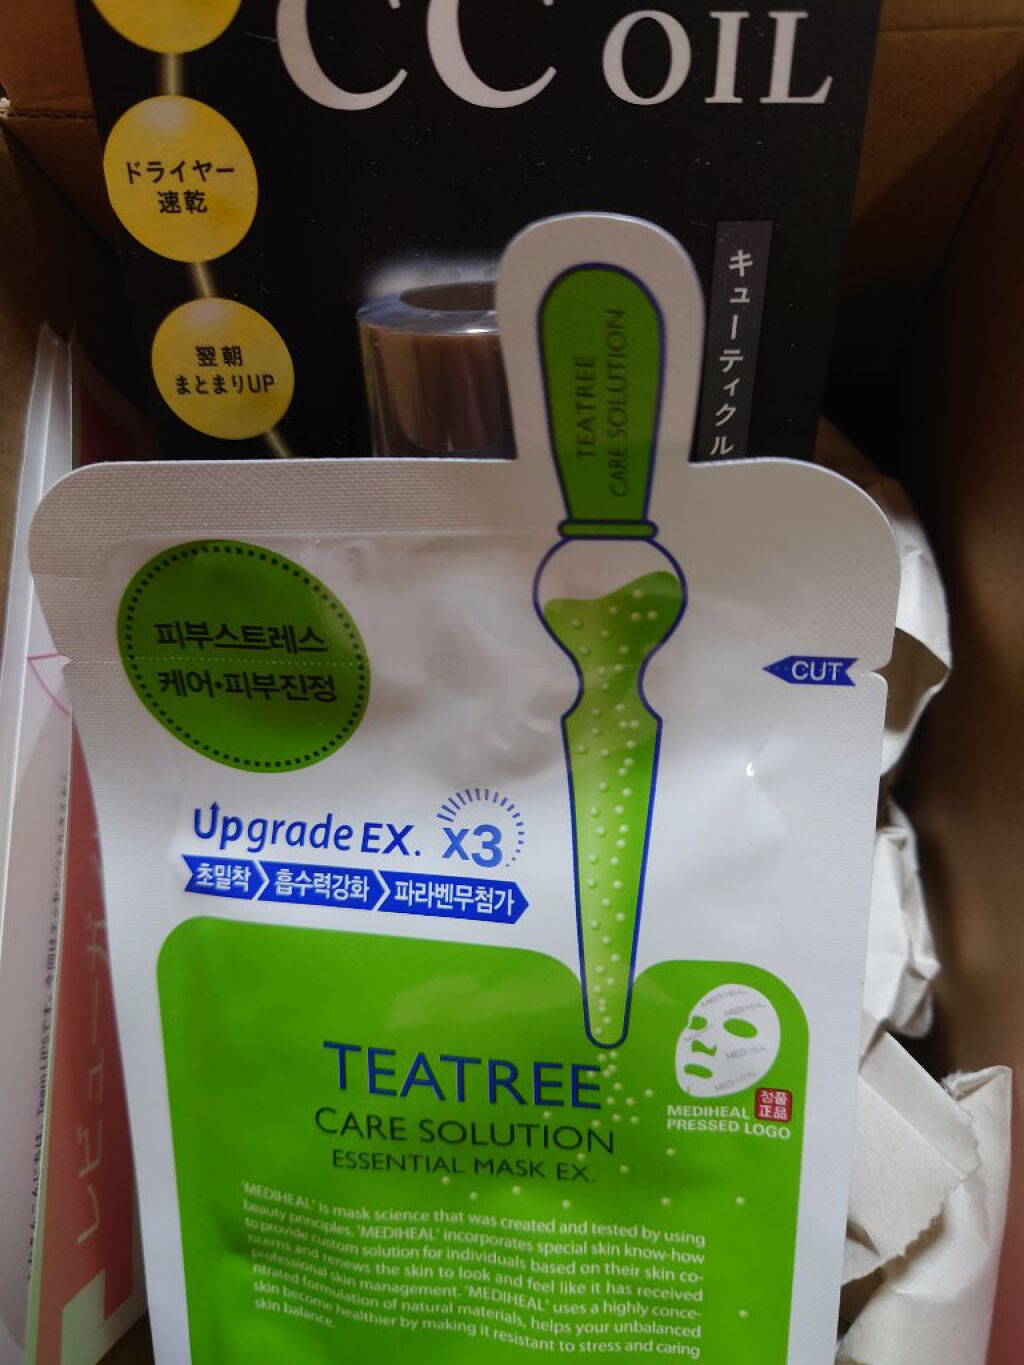 CC OIL
ドライヤー
速乾
翌朝
まとまりUP
キューティクル
TEATREE
CARE SOLUTION
피부스트레스
케어•피부진정
CUT
Upgrade EX. x3
초밀착 흡수력강화 파라벤무첨가
MEDIHEAL
정품
正品
MEDIHEAL
PRESSED LOGO
TEATREE
CARE SOLUTION
ESSENTIAL MASK EX.
'MEDIHEAL' is mask science that was created and tested by using
beauty principles. 'MEDIHEAL' incorporates special skin know-how
to provide custom solution for individuals based on their skin co-
ncerns and renews the skin to look and feel like it has received
professional skin management. 'MEDIHEAL' uses a highly conce-
ntrated formulation of natural materials, helps your unbalanced
skin become healthier by making it resistant to stress and caring
skin balance.
レビュー